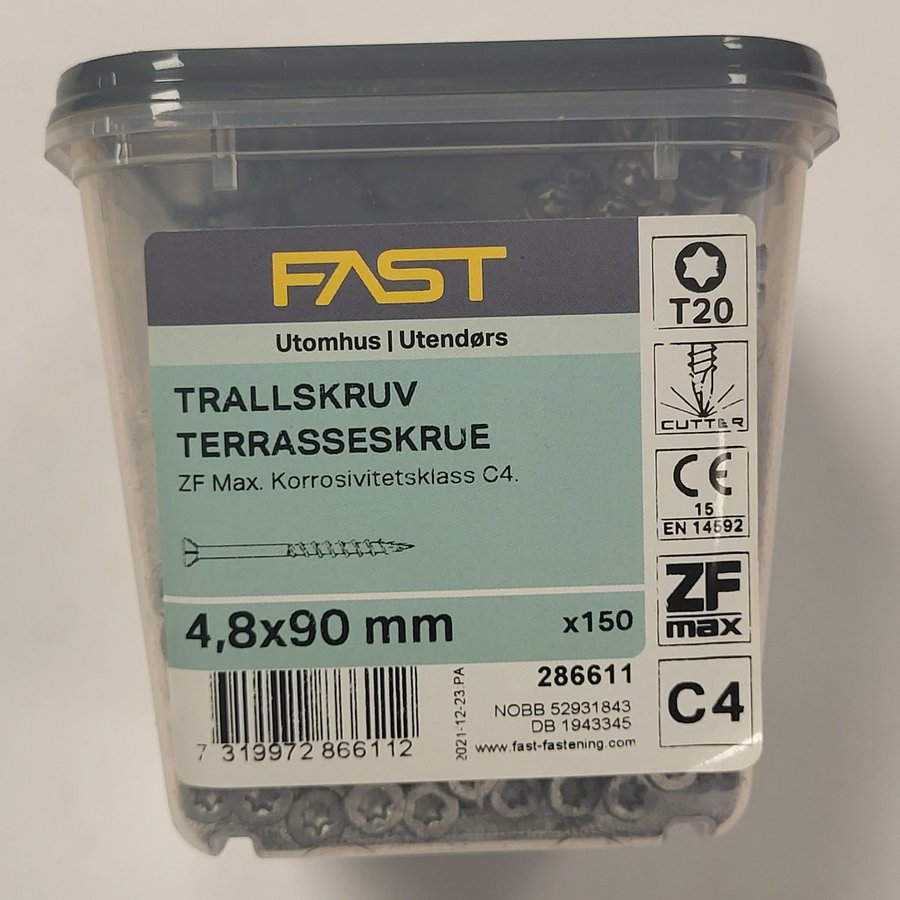 FAST
Utomhus | Utendørs
TRALLSKRUV
TERRASSESKRUE
ZF Max. Korrosivitetsklass C4.
4,8x90 mm
x150
286611
NOBB 52931843
DB 1943345
www.fast-fastening.com
2021-12-23.PA
7 319972 866112
T20
CUTTER
CE
15
EN 14592
ZF
max
C4